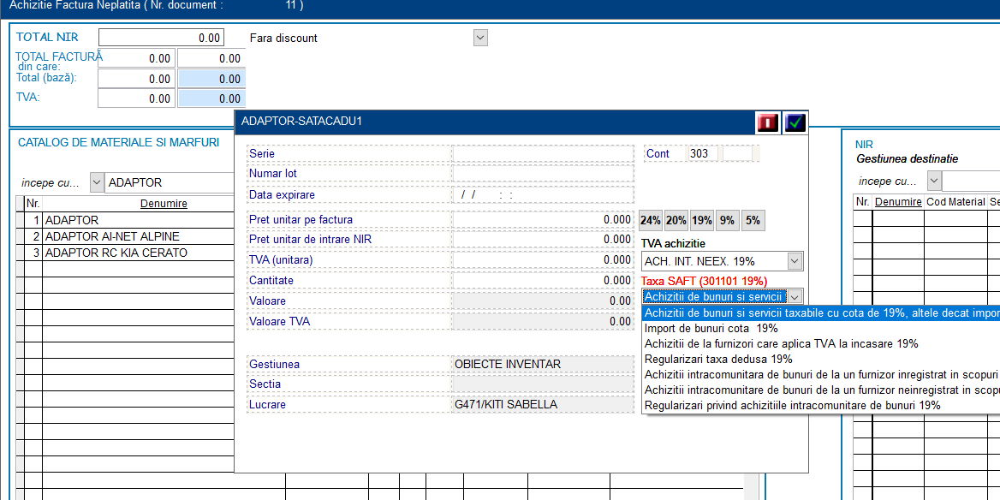 Achizitie Factura Neplatita ( Nr. document : 11 )
TOTAL NIR 0.00 Fara discount
TOTAL FACTURĂ 0.00 0.00
din care:
Total (bază): 0.00 0.00
TVA: 0.00 0.00
CATALOG DE MATERIALE SI MARFURI
incepe cu... ADAPTOR
Nr. Denumire
1 ADAPTOR
2 ADAPTOR AI-NET ALPINE
3 ADAPTOR RC KIA CERATO
ADAPTOR-SATACADU1
Serie
Numar lot
Data expirare / / : :
Pret unitar pe factura 0.000
Pret unitar de intrare NIR 0.000
TVA (unitara) 0.000
Cantitate 0.000
Valoare 0.00
Valoare TVA 0.00
Gestiunea OBIECTE INVENTAR
Sectia
Lucrare G471/KITI SABELLA
Cont 303
24% 20% 19% 9% 5%
TVA achizitie
ACH. INT. NEEX. 19%
Taxa SAFT (301101 19%)
Achizitii de bunuri si servicii
Achizitii de bunuri si servicii taxabile cu cota de 19%, altele decat impor
Import de bunuri cota 19%
Achizitii de la furnizori care aplica TVA la incasare 19%
Regularizari taxa dedusa 19%
Achizitii intracomunitara de bunuri de la un furnizor inregistrat in scopuri
Achizitii intracomunitare de bunuri de la un furnizor neinregistrat in scopu
Regularizari privind achizitiile intracomunitare de bunuri 19%
NIR
Gestiunea destinatie
incepe cu...
Nr. Denumire Cod Material Se